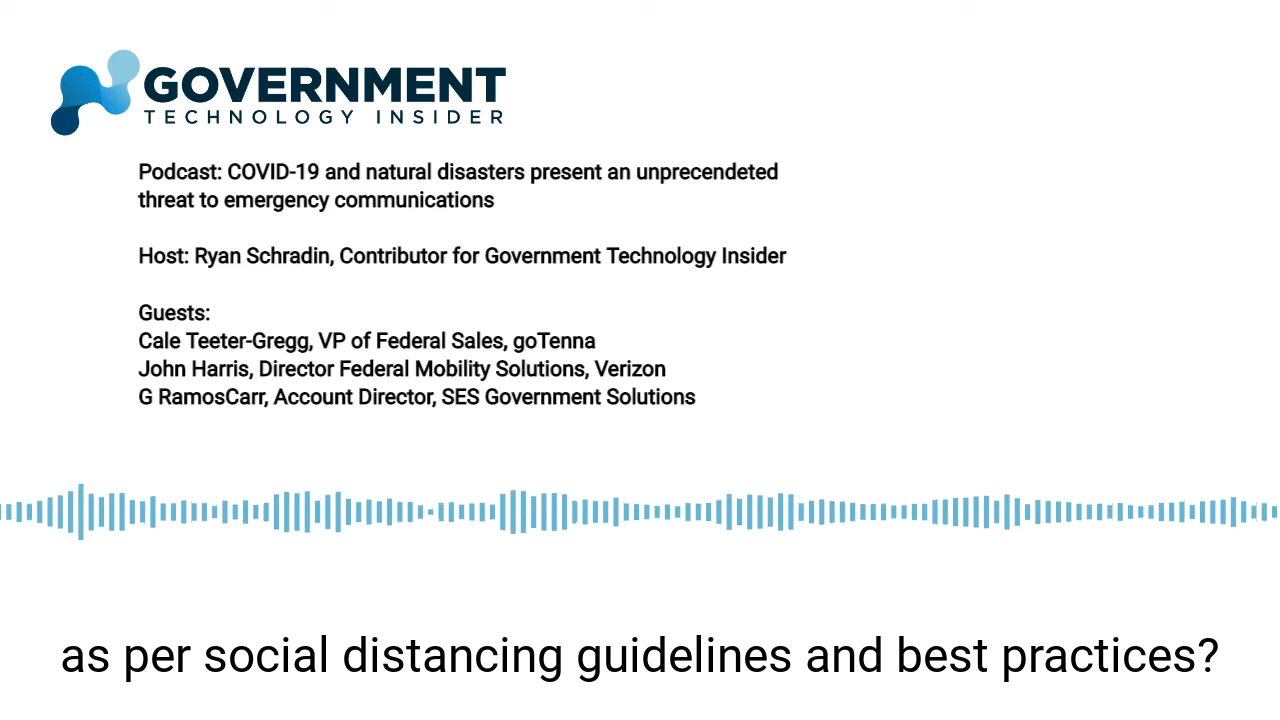 GOVERNMENT
TECHNOLOGY INSIDER
Podcast: COVID-19 and natural disasters present an unprecendeted
threat to emergency communications
Host: Ryan Schradin, Contributor for Government Technology Insider
Guests:
Cale Teeter-Gregg, VP of Federal Sales, goTenna
John Harris, Director Federal Mobility Solutions, Verizon
G RamosCarr, Account Director, SES Government Solutions
as per social distancing guidelines and best practices?